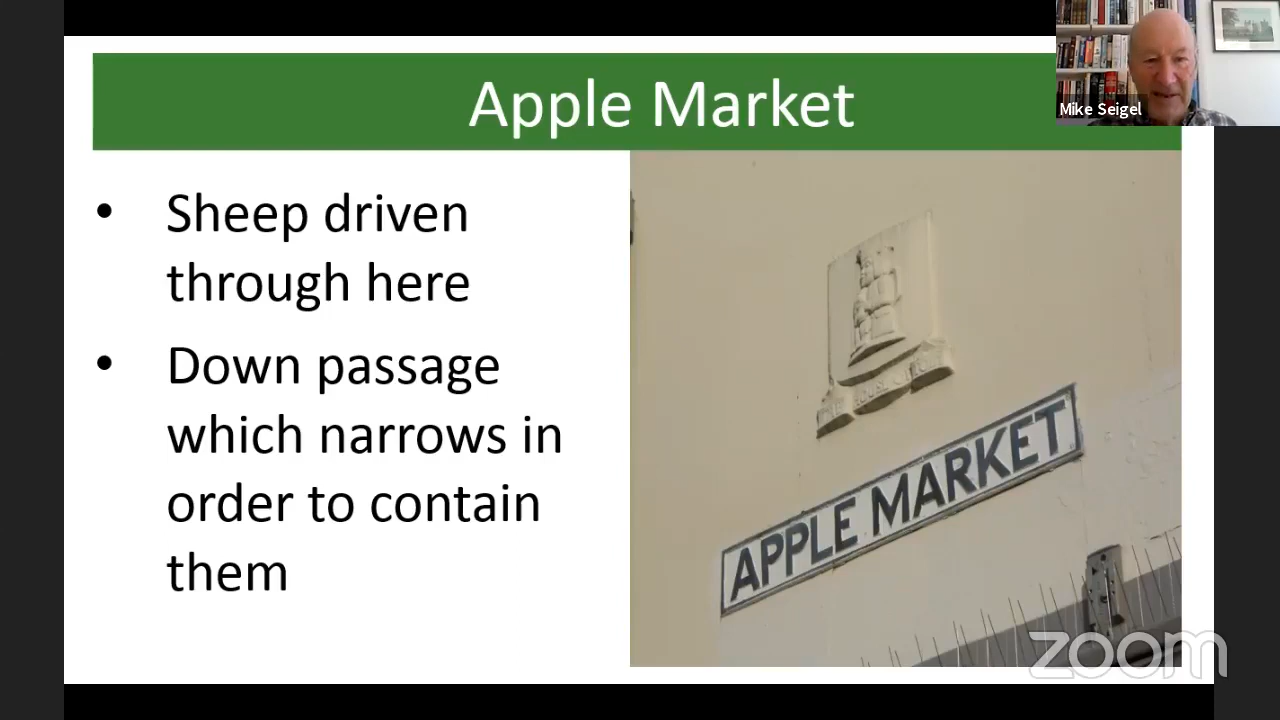 Apple Market
Mike Seigel
• Sheep driven
through here
• Down passage
which narrows in
order to contain
them
APPLE MARKET
zoom